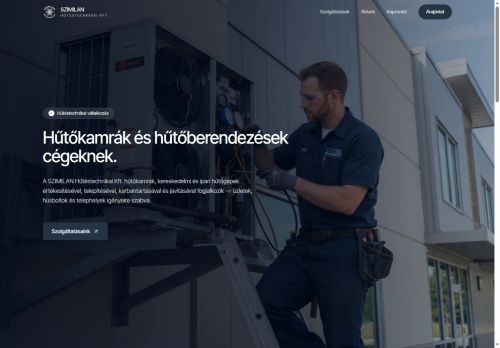 SZIMILAN
HŰTÉSTECHNIKAI KFT.
Szolgáltatások
Rólunk
Kapcsolat
Árajánlat
Hűtéstechnikai vállalkozás
Hűtőkamrák és hűtőberendezések
cégeknek.
A SZIMILAN Hűtéstechnikai Kft. hűtőkamrák, kereskedelmi és ipari hűtőgépek
értékesítésével, telepítésével, karbantartásával és javításával foglalkozik — üzletek,
húsboltok és telephelyek igényeire szabva.
Szolgáltatásaink